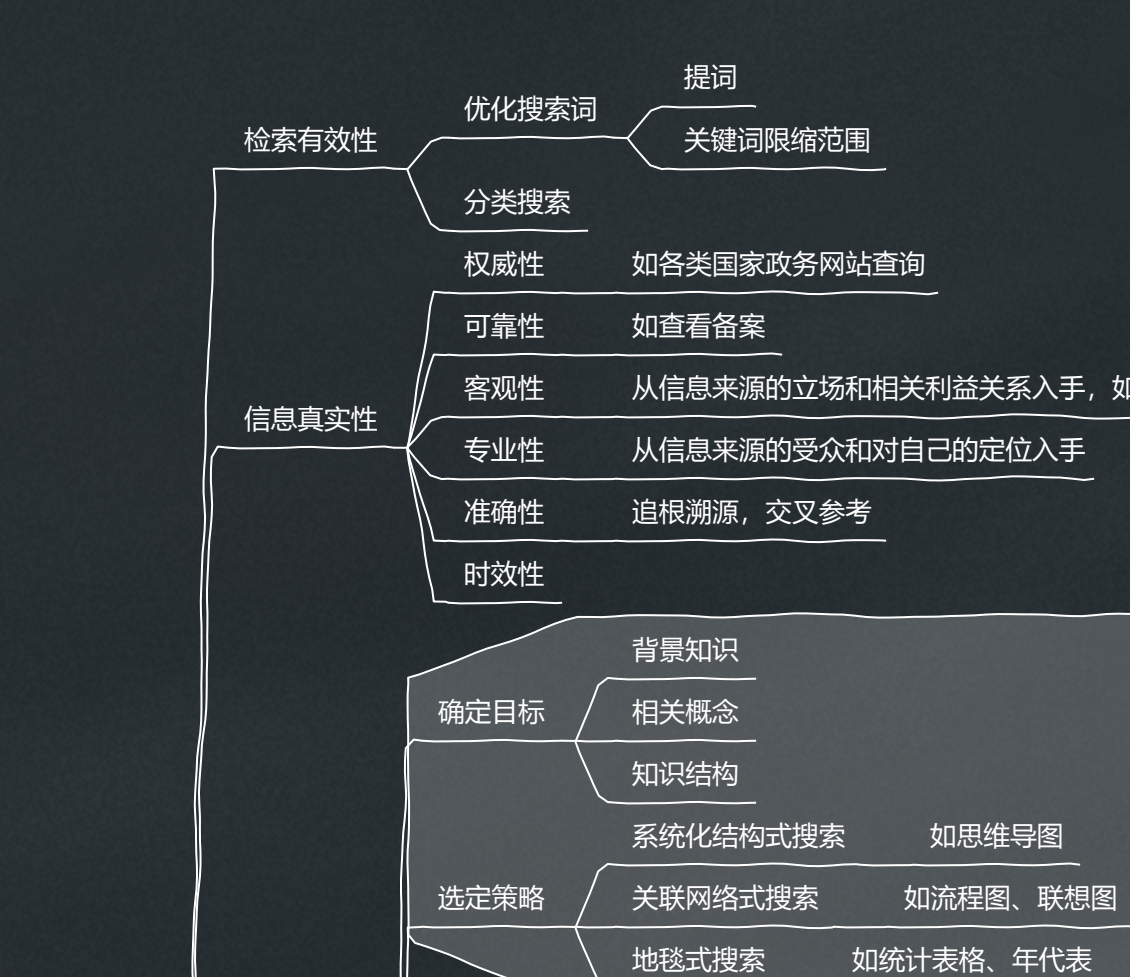 提词
优化搜索词
关键词限缩范围
检索有效性
分类搜索
权威性 如各类国家政务网站查询
可靠性 如查看备案
客观性 从信息来源的立场和相关利益关系入手，如
信息真实性
专业性 从信息来源的受众和对自己的定位入手
准确性 追根溯源，交叉参考
时效性
背景知识
确定目标 相关概念
知识结构
系统化结构式搜索 如思维导图
选定策略 关联网络式搜索 如流程图、联想图
地毯式搜索 如统计表格、年代表